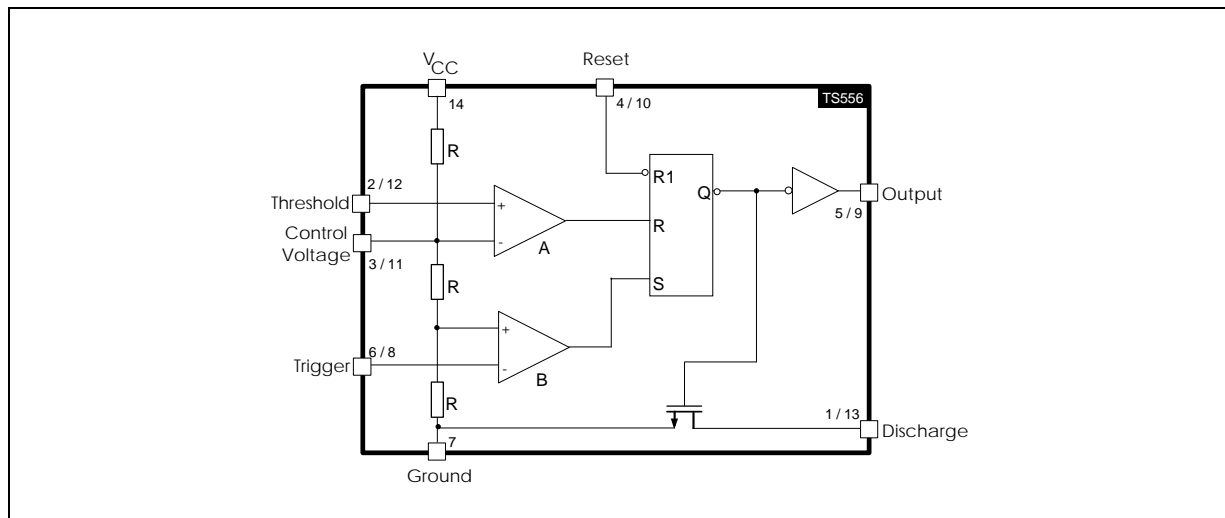 VCC
Reset
14
4 / 10
TS556
R
2 / 12
R1
Q
Threshold
+
5 / 9
Output
Control
Voltage
R
-
A
3 / 11
R
S
+
6 / 8
Trigger
-
B
R
1 / 13
Discharge
7
Ground